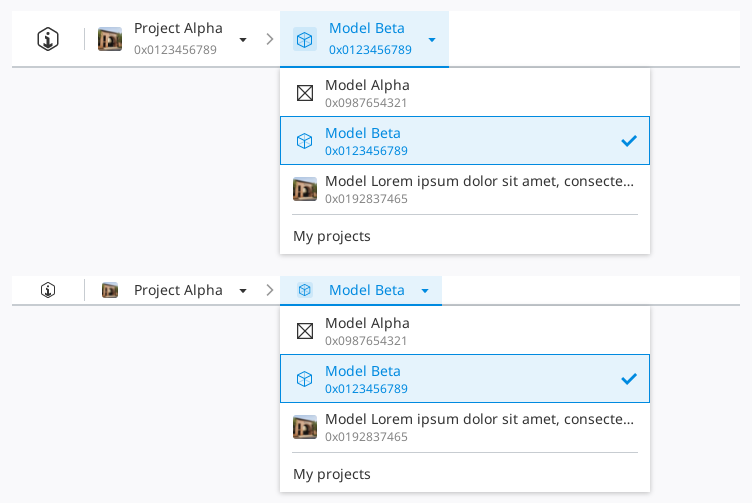 Project Alpha
0x0123456789
Model Beta
0x0123456789
Model Alpha
0x0987654321
Model Beta
0x0123456789
Model Lorem ipsum dolor sit amet, consecte...
0x0192837465
My projects
Project Alpha
Model Beta
Model Alpha
0x0987654321
Model Beta
0x0123456789
Model Lorem ipsum dolor sit amet, consecte...
0x0192837465
My projects